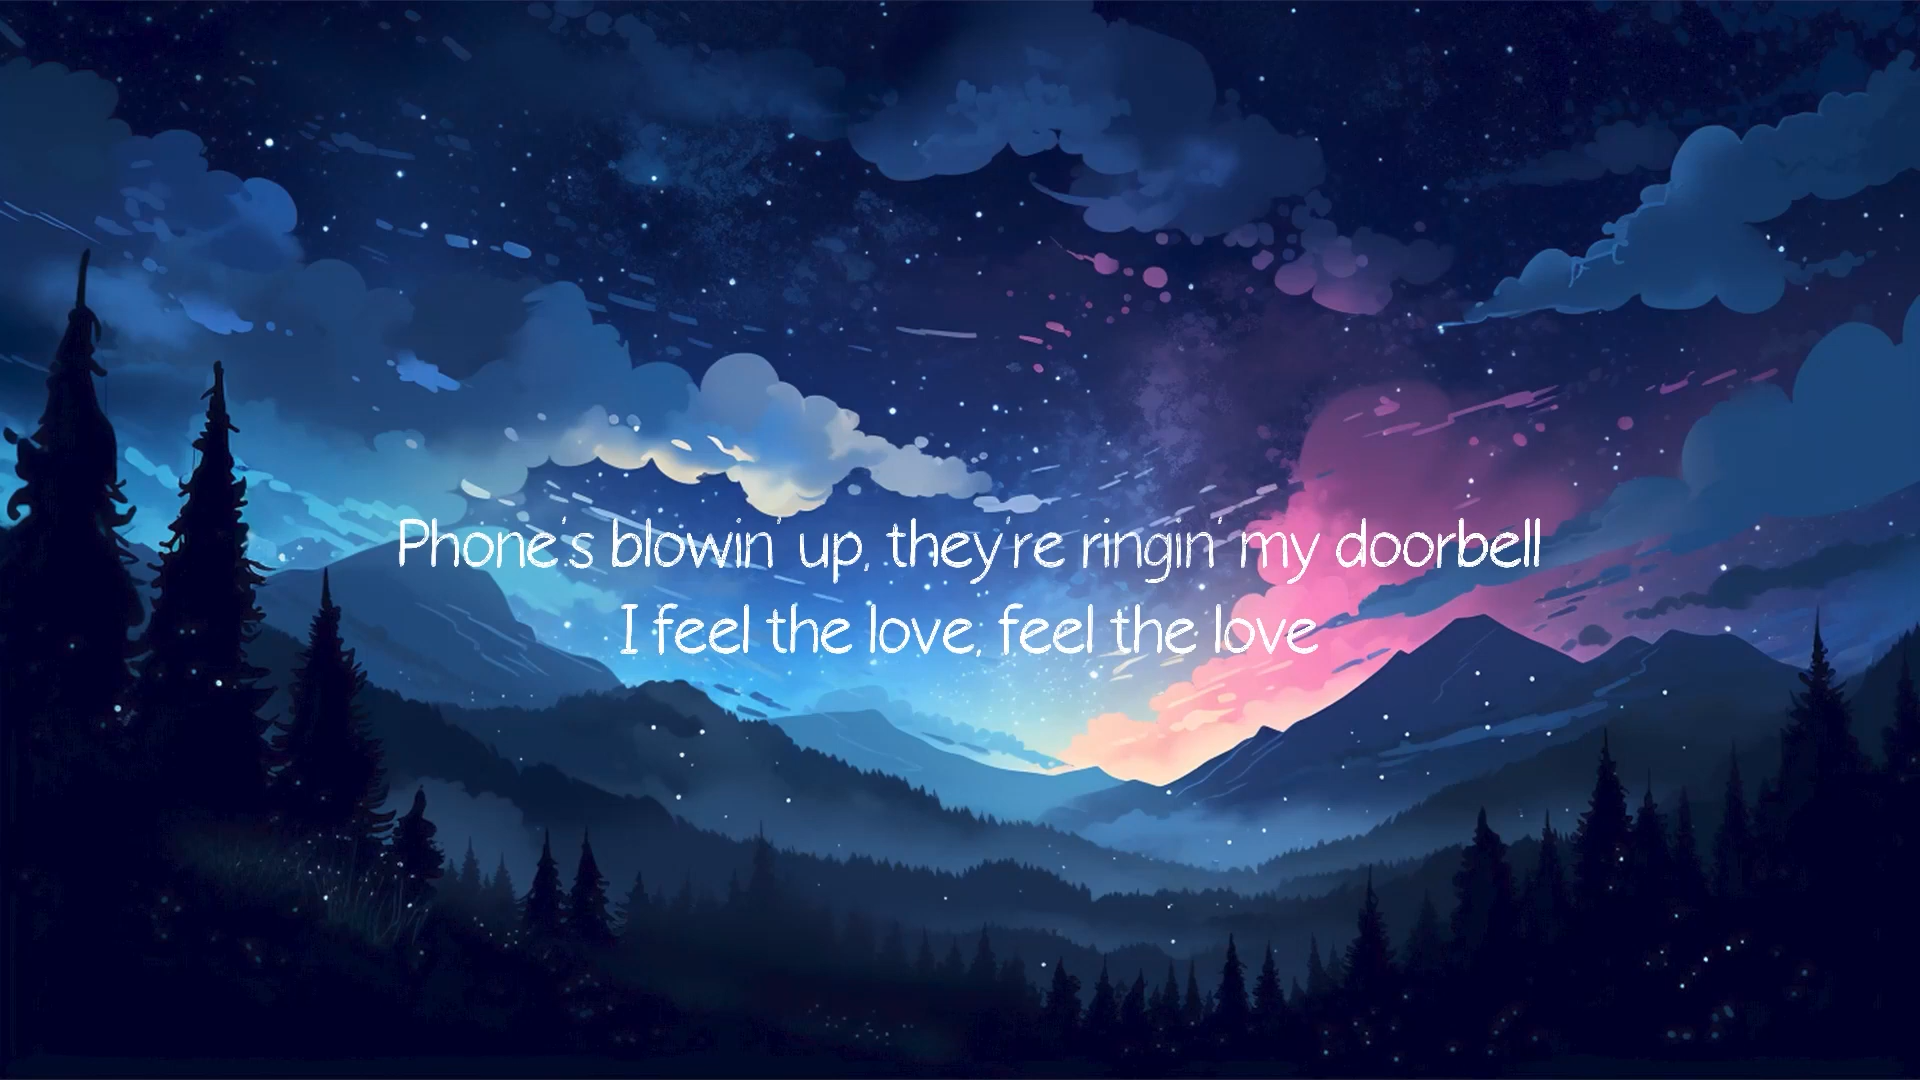 Phone's blowin' up, they're ringin' my doorbell
I feel the love, feel the love